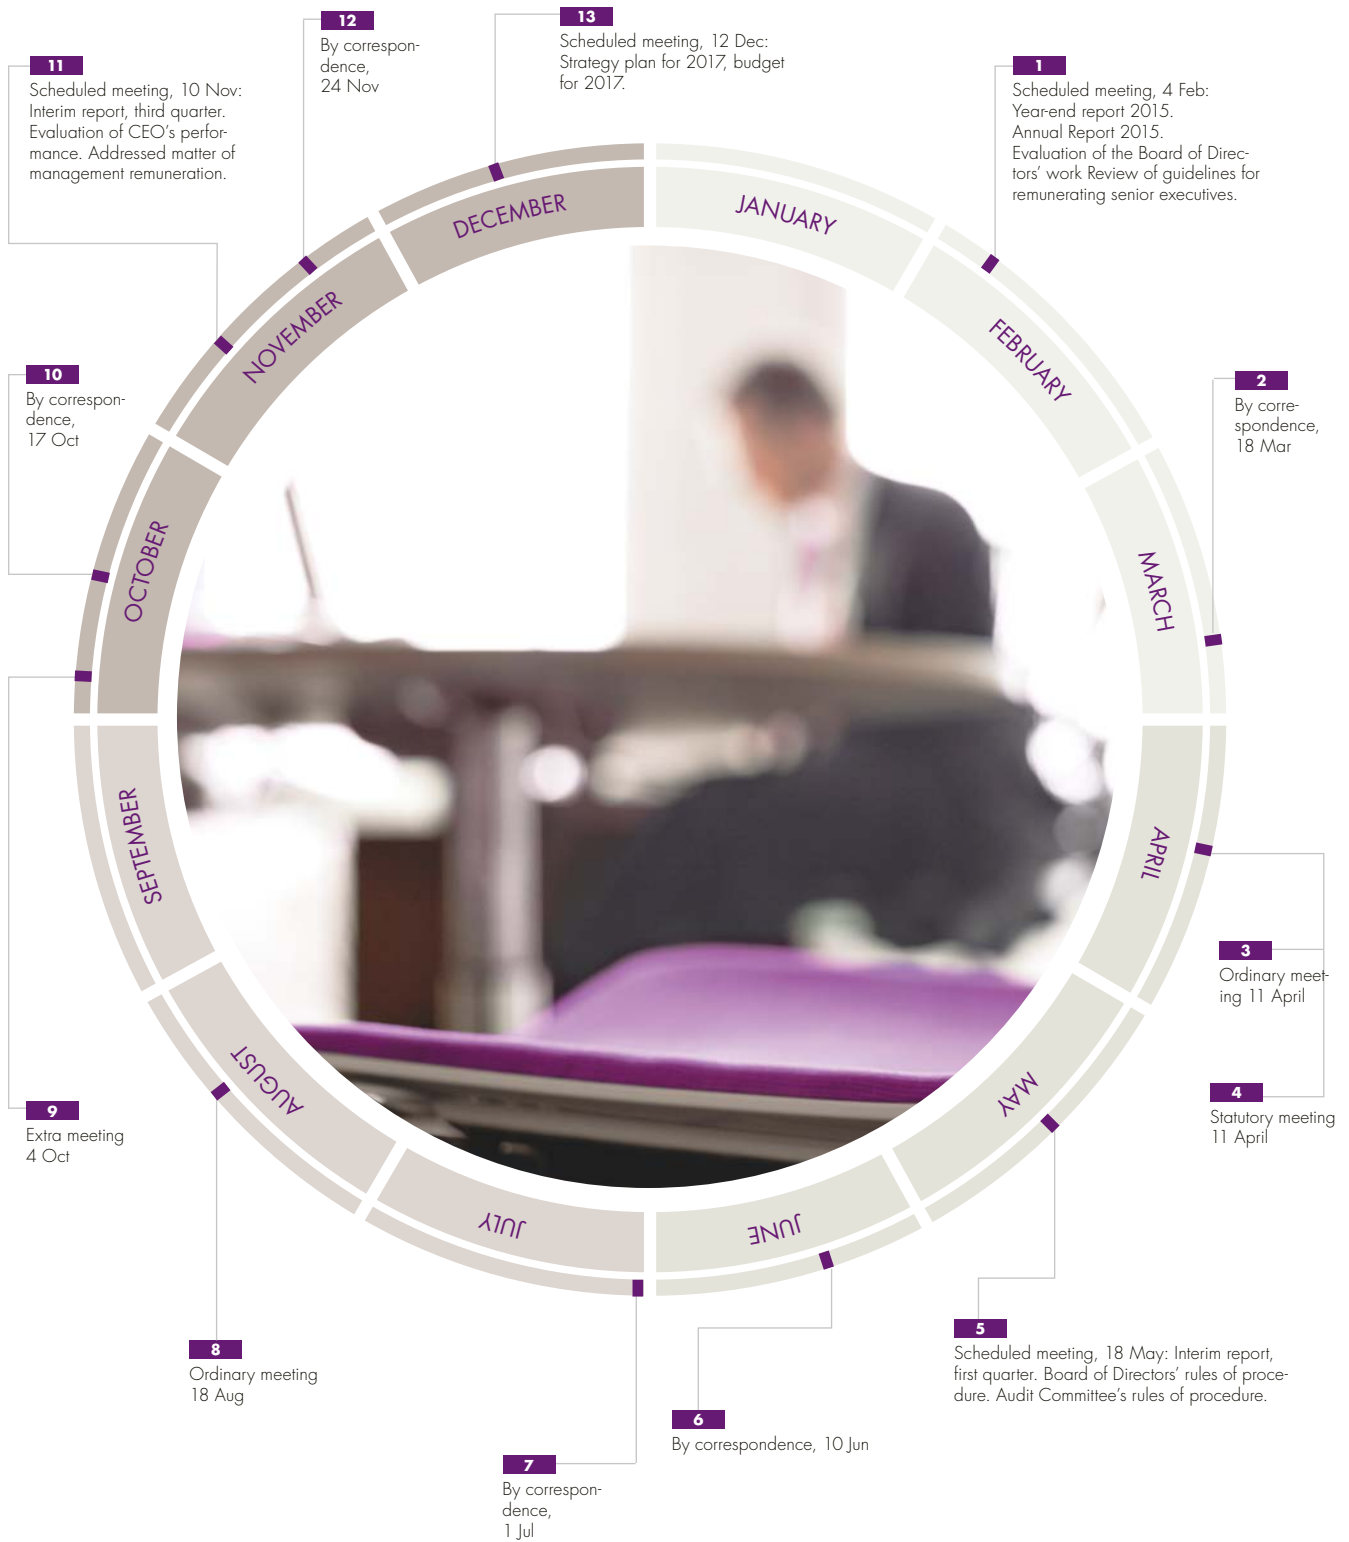 12
By correspon-
dence,
24 Nov
13
Scheduled meeting, 12 Dec:
Strategy plan for 2017, budget
for 2017.
11
Scheduled meeting, 10 Nov:
Interim report, third quarter.
Evaluation of CEO's perfor-
mance. Addressed matter of
management remuneration.
1
Scheduled meeting, 4 Feb:
Year-end report 2015.
Annual Report 2015.
Evaluation of the Board of Direc-
tors' work Review of guidelines for
remunerating senior executives.
JANUARY
FEBRUARY
MARCH
APRIL
MAY
JUNE
JULY
AUGUST
SEPTEMBER
OCTOBER
NOVEMBER
DECEMBER
10
By correspon-
dence,
17 Oct
2
By corre-
spondence,
18 Mar
3
Ordinary meet-
ing 11 April
4
Statutory meeting
11 April
9
Extra meeting
4 Oct
5
Scheduled meeting, 18 May: Interim report,
first quarter. Board of Directors' rules of proce-
dure. Audit Committee's rules of procedure.
8
Ordinary meeting
18 Aug
6
By correspondence, 10 Jun
7
By correspon-
dence,
1 Jul